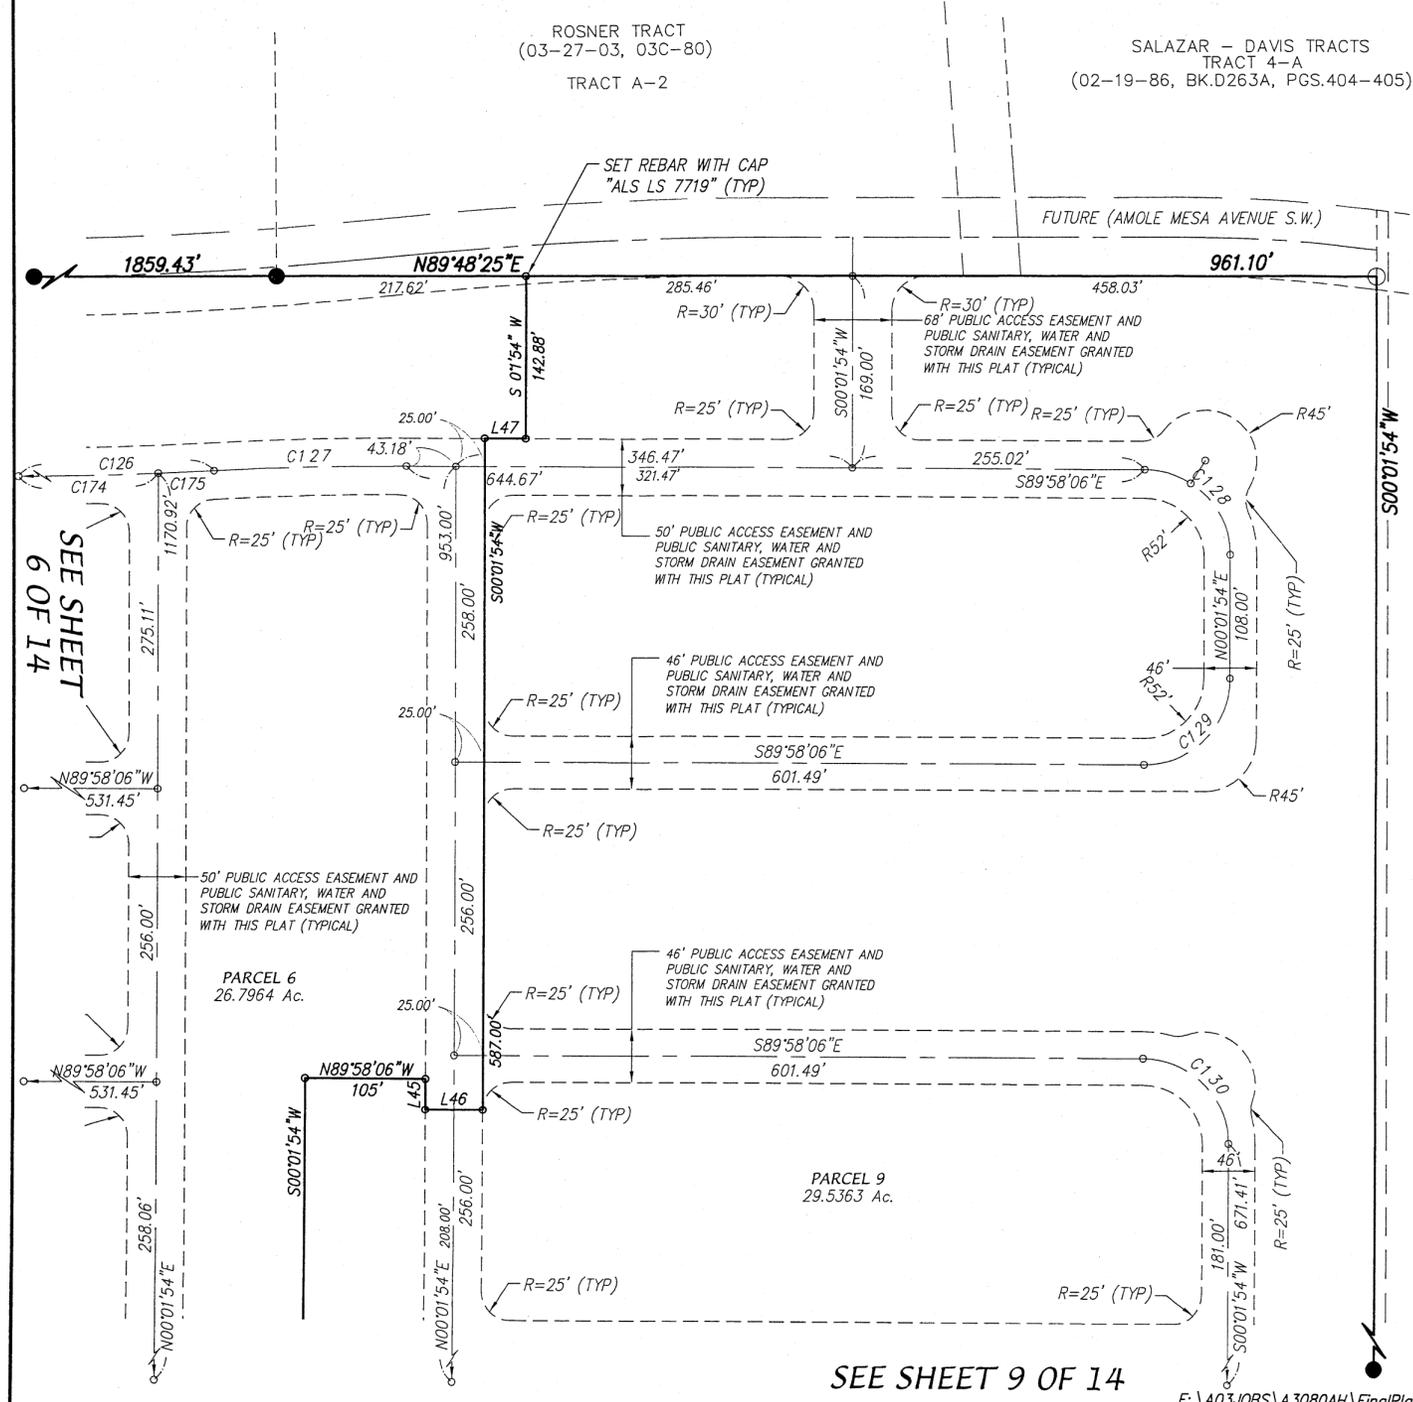 ROSNER TRACT
(03-27-03, 03C-80)
TRACT A-2
SALAZAR - DAVIS TRACTS
TRACT 4-A
(02-19-86, BK.D263A, PGS.404-405)
SET REBAR WITH CAP
"ALS LS 7719" (TYP)
FUTURE (AMOLE MESA AVENUE S.W.)
1859.43'
N89°48'25"E
961.10'
217.62'
285.46'
458.03'
R=30' (TYP)
R=30' (TYP)
68' PUBLIC ACCESS EASEMENT AND
PUBLIC SANITARY, WATER AND
STORM DRAIN EASEMENT GRANTED
WITH THIS PLAT (TYPICAL)
142.88'
S00°01'54"W
169.00'
R=25' (TYP)
R=25' (TYP)
R=25' (TYP)
R45'
S00°01'54"W
25.00'
L47
C126
C127
43.18'
346.47'
255.02'
C174
C175
644.67'
321.47'
S89°58'06"E
C128
1170.92'
R=25' (TYP)
R=25' (TYP)
953.00'
S00°01'54"W
R=25' (TYP)
50' PUBLIC ACCESS EASEMENT AND
PUBLIC SANITARY, WATER AND
STORM DRAIN EASEMENT GRANTED
WITH THIS PLAT (TYPICAL)
R52'
SEE SHEET
6 OF 14
275.11'
258.00'
N00°01'54"E
108.00'
R=25' (TYP)
46' PUBLIC ACCESS EASEMENT AND
PUBLIC SANITARY, WATER AND
STORM DRAIN EASEMENT GRANTED
WITH THIS PLAT (TYPICAL)
46'
R52'
R=25' (TYP)
25.00'
C129
S89°58'06"E
601.49'
N89°58'06"W
531.45'
R45'
R=25' (TYP)
50' PUBLIC ACCESS EASEMENT AND
PUBLIC SANITARY, WATER AND
STORM DRAIN EASEMENT GRANTED
WITH THIS PLAT (TYPICAL)
256.00'
256.00'
46' PUBLIC ACCESS EASEMENT AND
PUBLIC SANITARY, WATER AND
STORM DRAIN EASEMENT GRANTED
WITH THIS PLAT (TYPICAL)
PARCEL 6
26.7964 Ac.
R=25' (TYP)
25.00'
587.00'
S89°58'06"E
601.49'
C130
N89°58'06"W
531.45'
N89°58'06"W
105'
L45
L46
R=25' (TYP)
S00°01'54"W
PARCEL 9
29.5363 Ac.
46'
R=25' (TYP)
256.00'
208.00'
N00°01'54"E
258.06'
N00°01'54"E
671.41'
181.00'
S00°01'54"W
R=25' (TYP)
R=25' (TYP)
SEE SHEET 9 OF 14